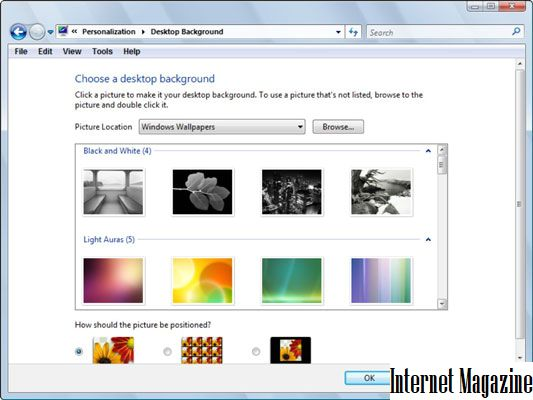 Personalization Desktop Background
Search
File Edit View Tools Help
Choose a desktop background
Click a picture to make it your desktop background. To use a picture that's not listed, browse to the
picture and double click it.
Picture Location Windows Wallpapers Browse...
Black and White (4)
Light Auras (5)
How should the picture be positioned?
OK
Internet Magazine